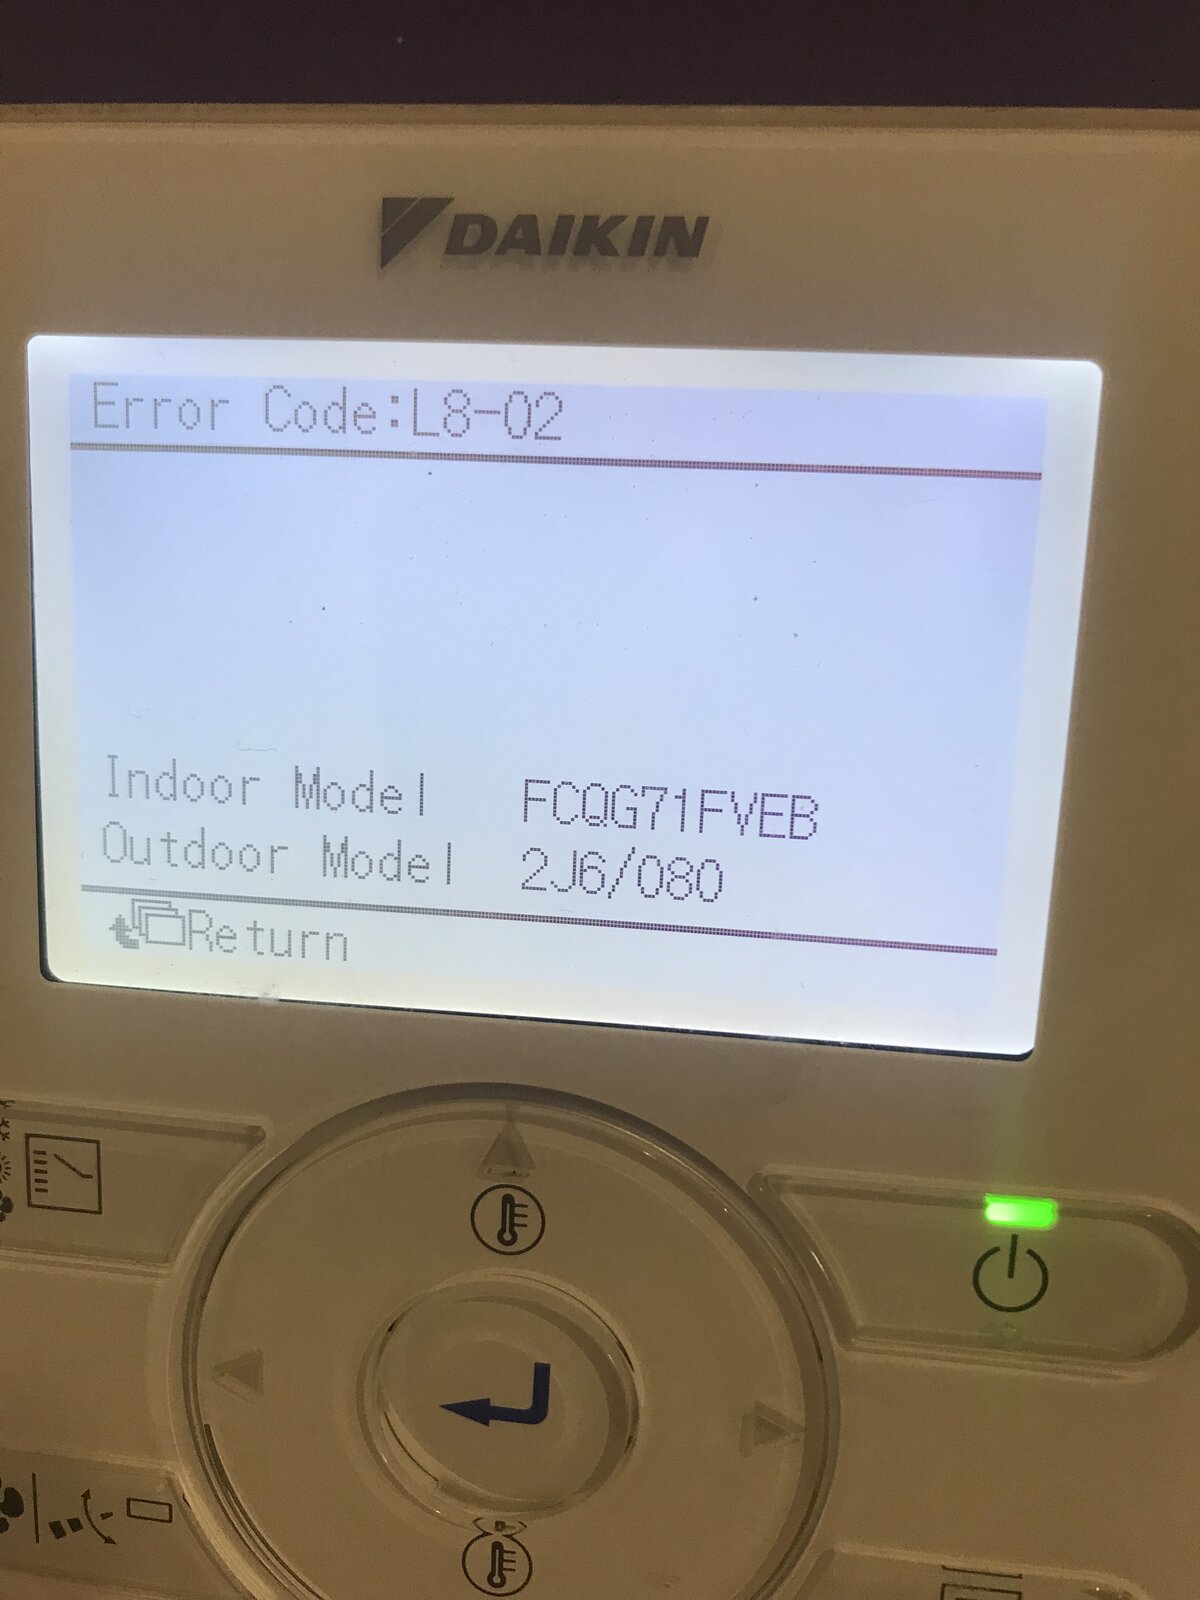 DAIKIN
Error Code:L8-02
Indoor Model FCQG71FVEB
Outdoor Model 2J6/080
Return